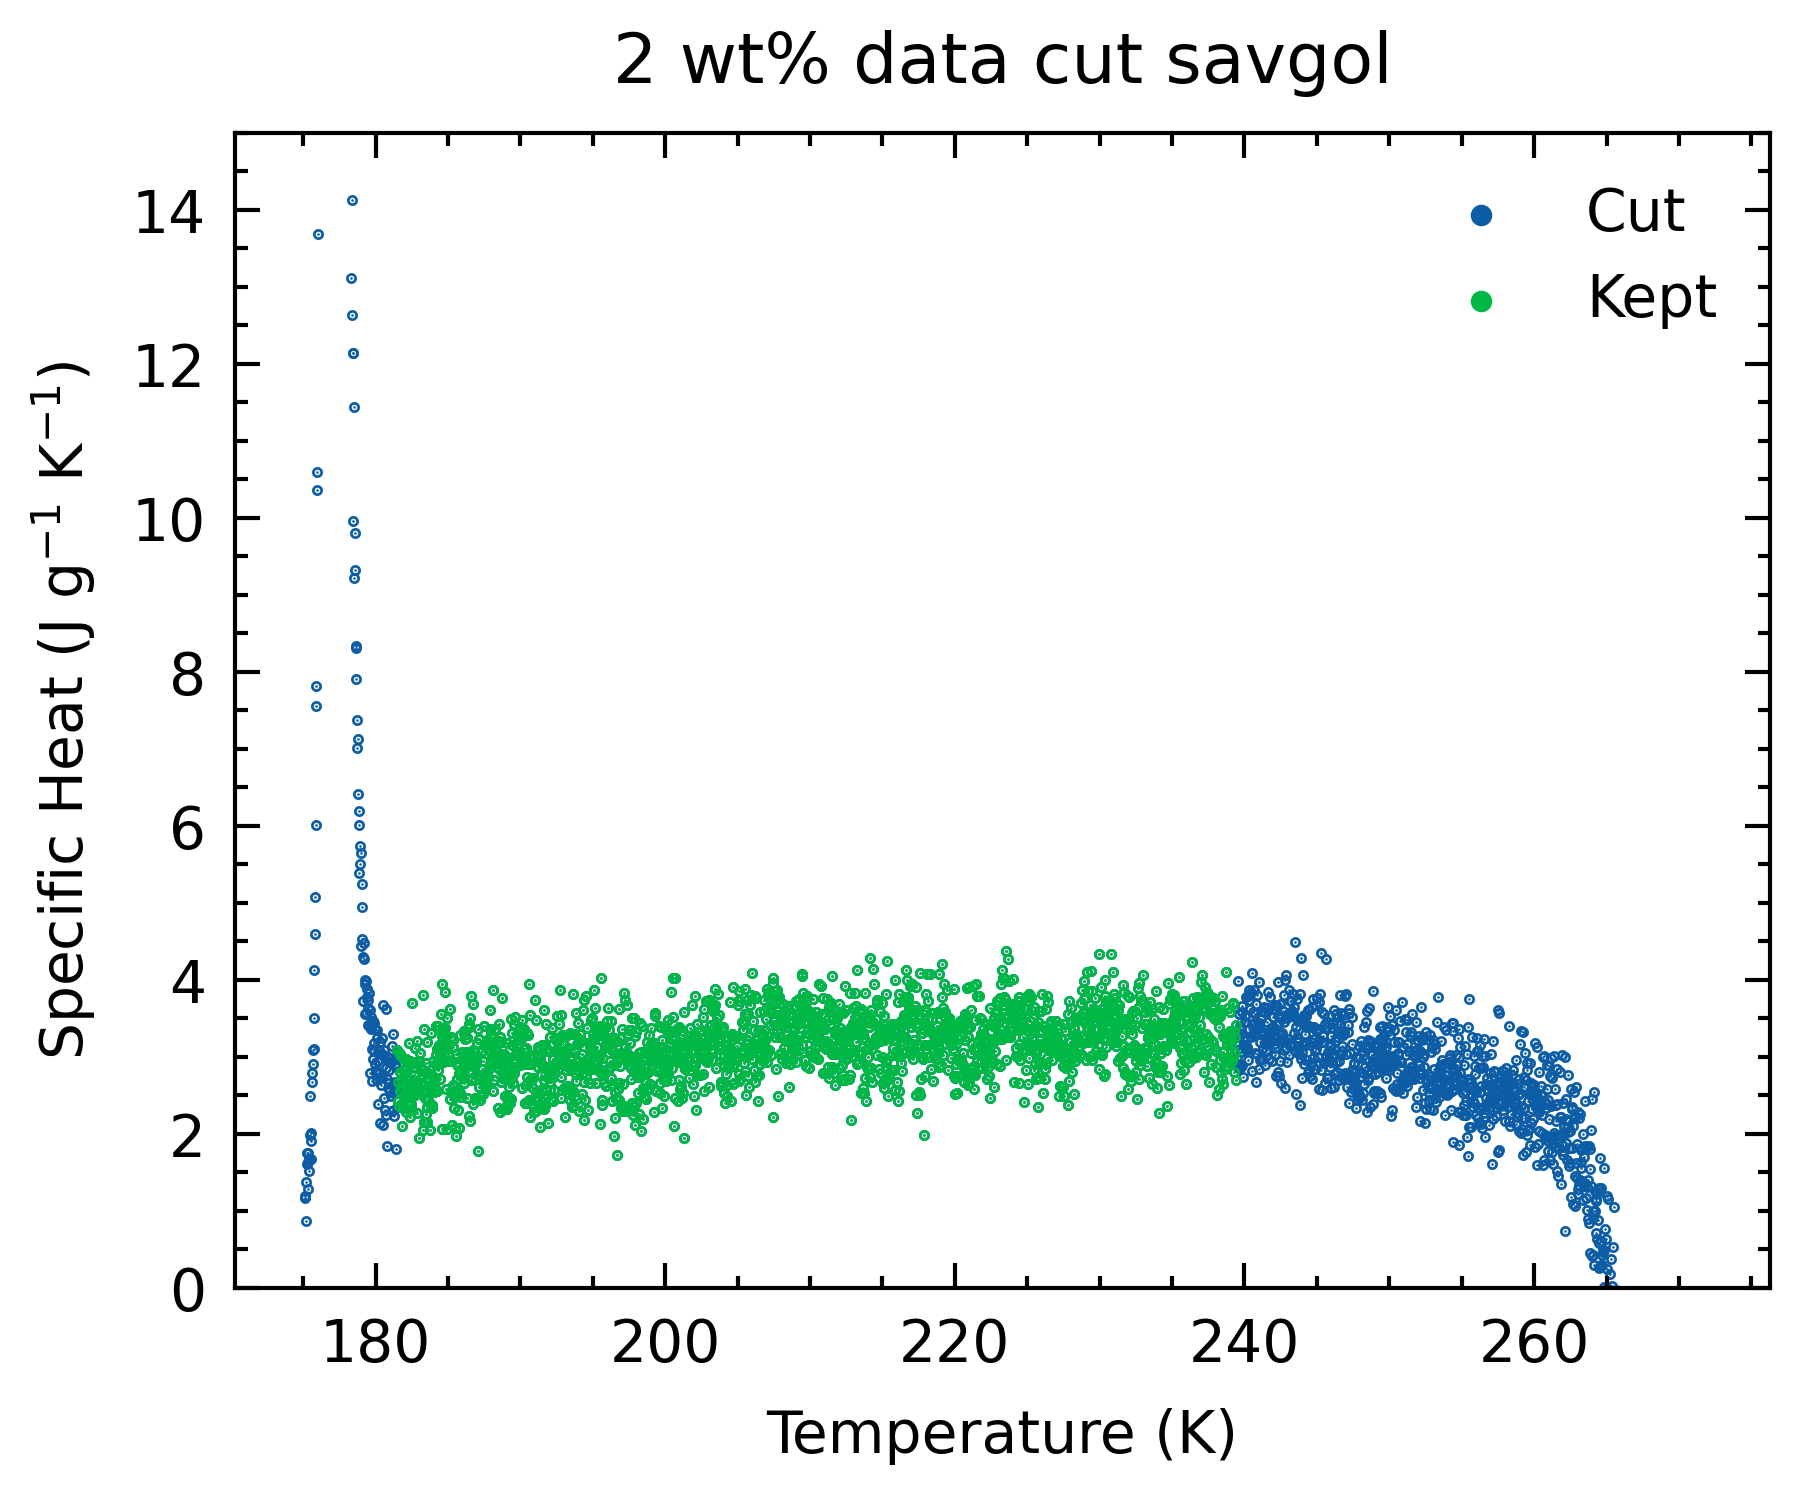 2 wt% data cut savgol
Cut
Kept
14
12
10
8
6
4
2
0
Specific Heat (J g⁻¹ K⁻¹)
180 200 220 240 260
Temperature (K)